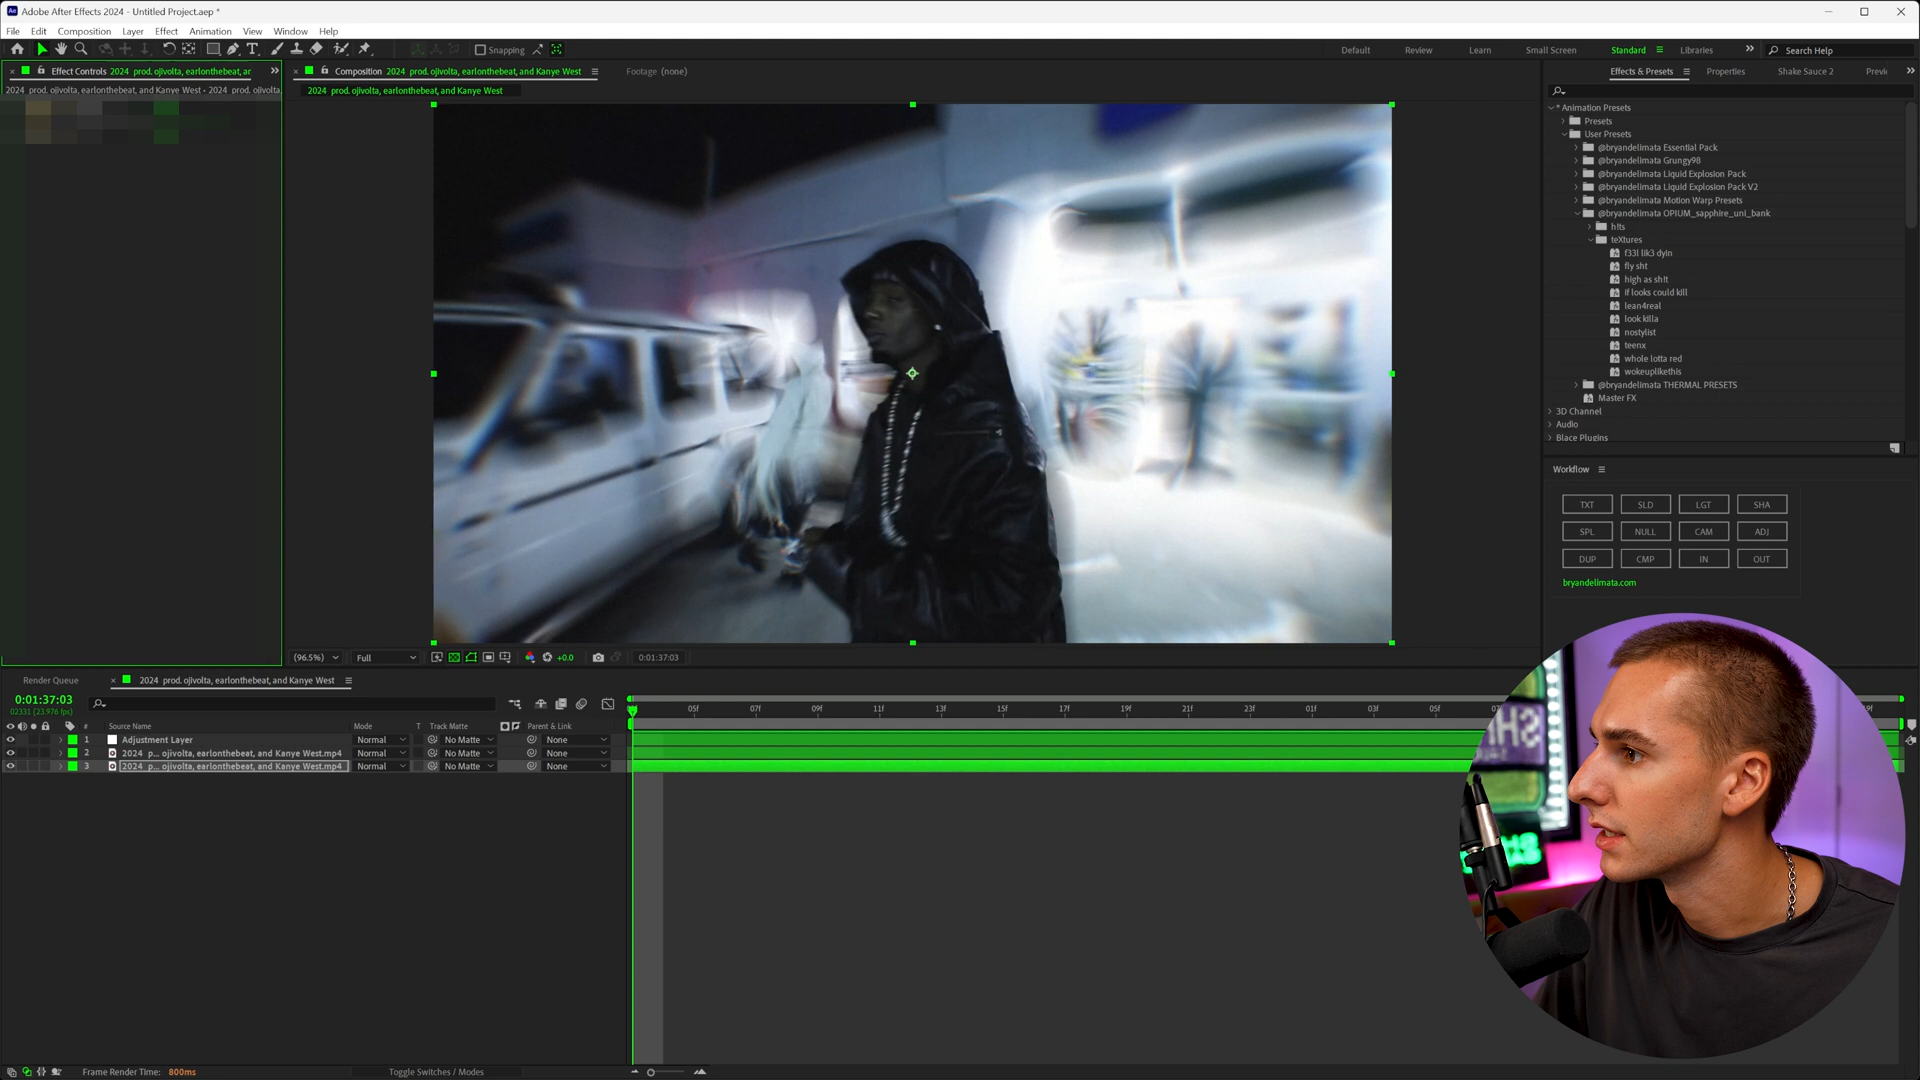 Adobe After Effects 2024 - Untitled Project.aep *
File Edit Composition Layer Effect Animation View Window Help
Snapping
Default Review Learn Small Screen Standard Libraries Search Help
Effect Controls 2024 prod. ojivolta, earlonthebeat, ar
Composition 2024 prod. ojivolta, earlonthebeat, and Kanye West
Footage (none)
Effects & Presets Properties Shake Sauce 2
2024 prod. ojivolta, earlonthebeat, and Kanye West • 2024 prod. ojivolta,
2024 prod. ojivolta, earlonthebeat, and Kanye West
* Animation Presets
Presets
User Presets
@bryandelimata Essential Pack
@bryandelimata Grungy98
@bryandelimata Liquid Explosion Pack
@bryandelimata Liquid Explosion Pack V2
@bryandelimata Motion Warp Presets
@bryandelimata OPIUM_sapphire_uni_bank
h!ts
teXtures
f33l lik3 dyin
fly sht
high as sh!t
if looks could kill
lean4real
look killa
nostylist
teenx
whole lotta red
wokeuplikethis
@bryandelimata THERMAL PRESETS
Master FX
3D Channel
Audio
Blace Plugins
Workflow
TXT SLD LGT SHA
SPL NULL CAM ADJ
DUP CMP IN OUT
bryandelimata.com
(96.5%) Full +0.0 0:01:37:03
Render Queue 2024 prod. ojivolta, earlonthebeat, and Kanye West
0:01:37:03
02331 (23.976 fps)
05f 07f 09f 11f 13f 15f 17f 19f 21f 23f 01f 03f 05f
# Source Name Mode T Track Matte Parent & Link
1 Adjustment Layer Normal No Matte None
2 2024 p... ojivolta, earlonthebeat, and Kanye West.mp4 Normal No Matte None
3 2024 p... ojivolta, earlonthebeat, and Kanye West.mp4 Normal No Matte None
Frame Render Time: 800ms Toggle Switches / Modes